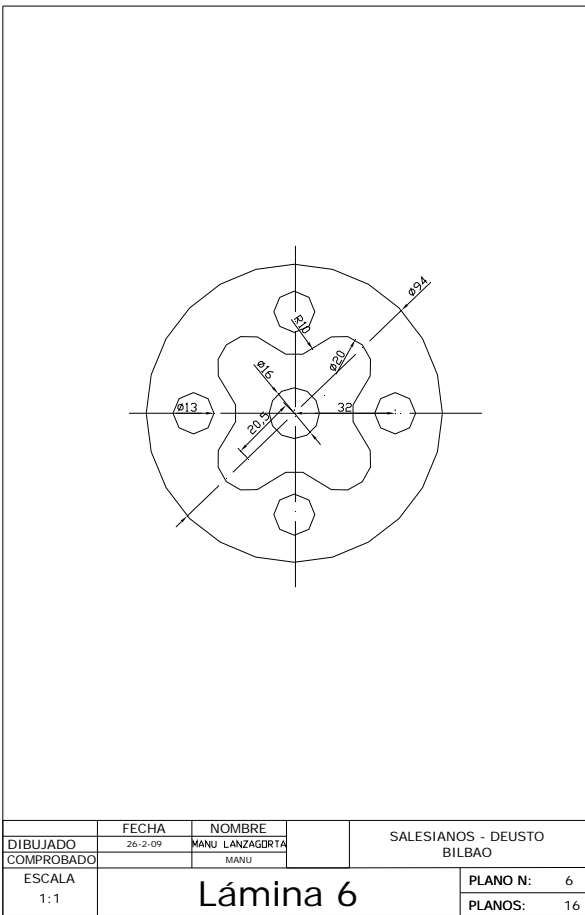 ø94
R10
ø20
ø16
ø13
32
20,5
FECHA NOMBRE
DIBUJADO 26-2-09 MANU LANZAGORTA
COMPROBADO MANU
SALESIANOS - DEUSTO
BILBAO
ESCALA
1:1
Lámina 6
PLANO N: 6
PLANOS: 16